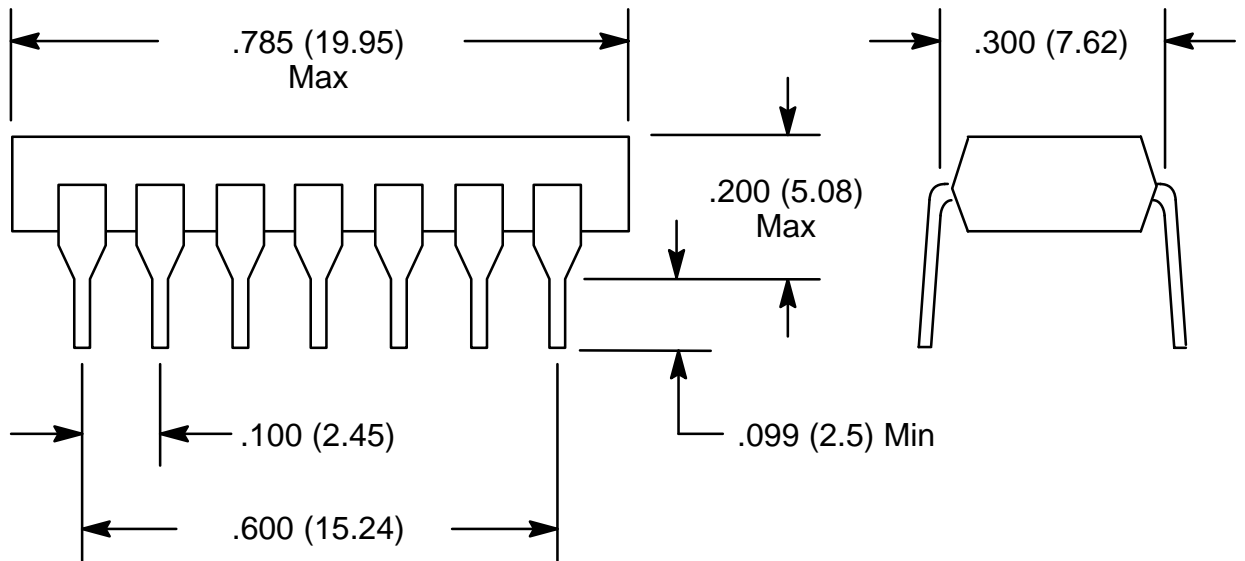 .785 (19.95)
Max
.300 (7.62)
.200 (5.08)
Max
.100 (2.45)
.099 (2.5) Min
.600 (15.24)